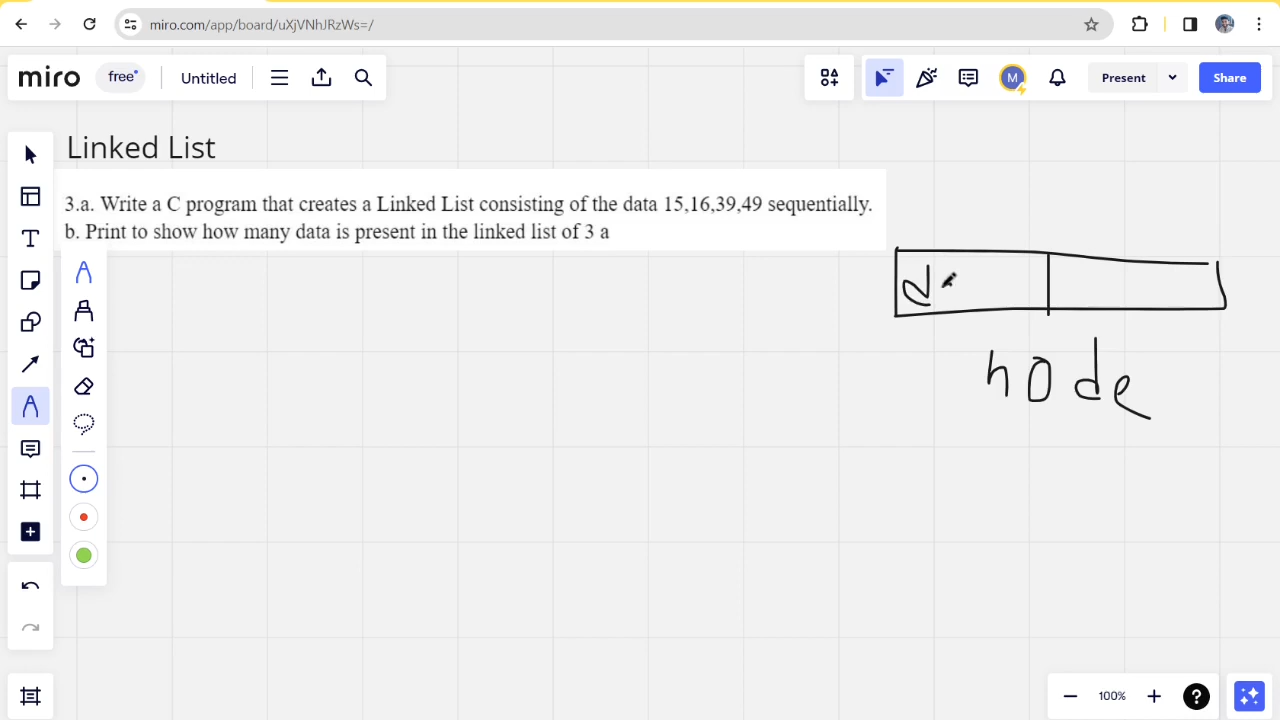 miro.com/app/board/uXjVNhJRzWs=/
miro free Untitled
M Present Share
Linked List
3.a. Write a C program that creates a Linked List consisting of the data 15,16,39,49 sequentially.
b. Print to show how many data is present in the linked list of 3 a
d
node
100%